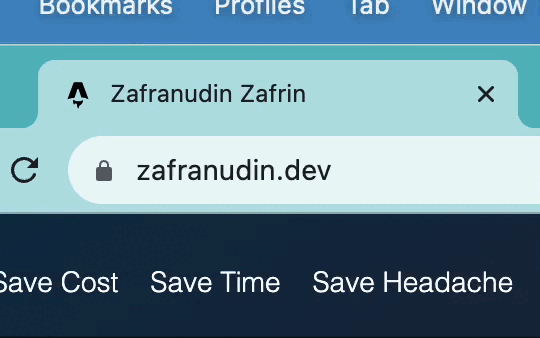 Bookmarks Profiles Tab Window
Zafranudin Zafrin
zafranudin.dev
Save Cost Save Time Save Headache